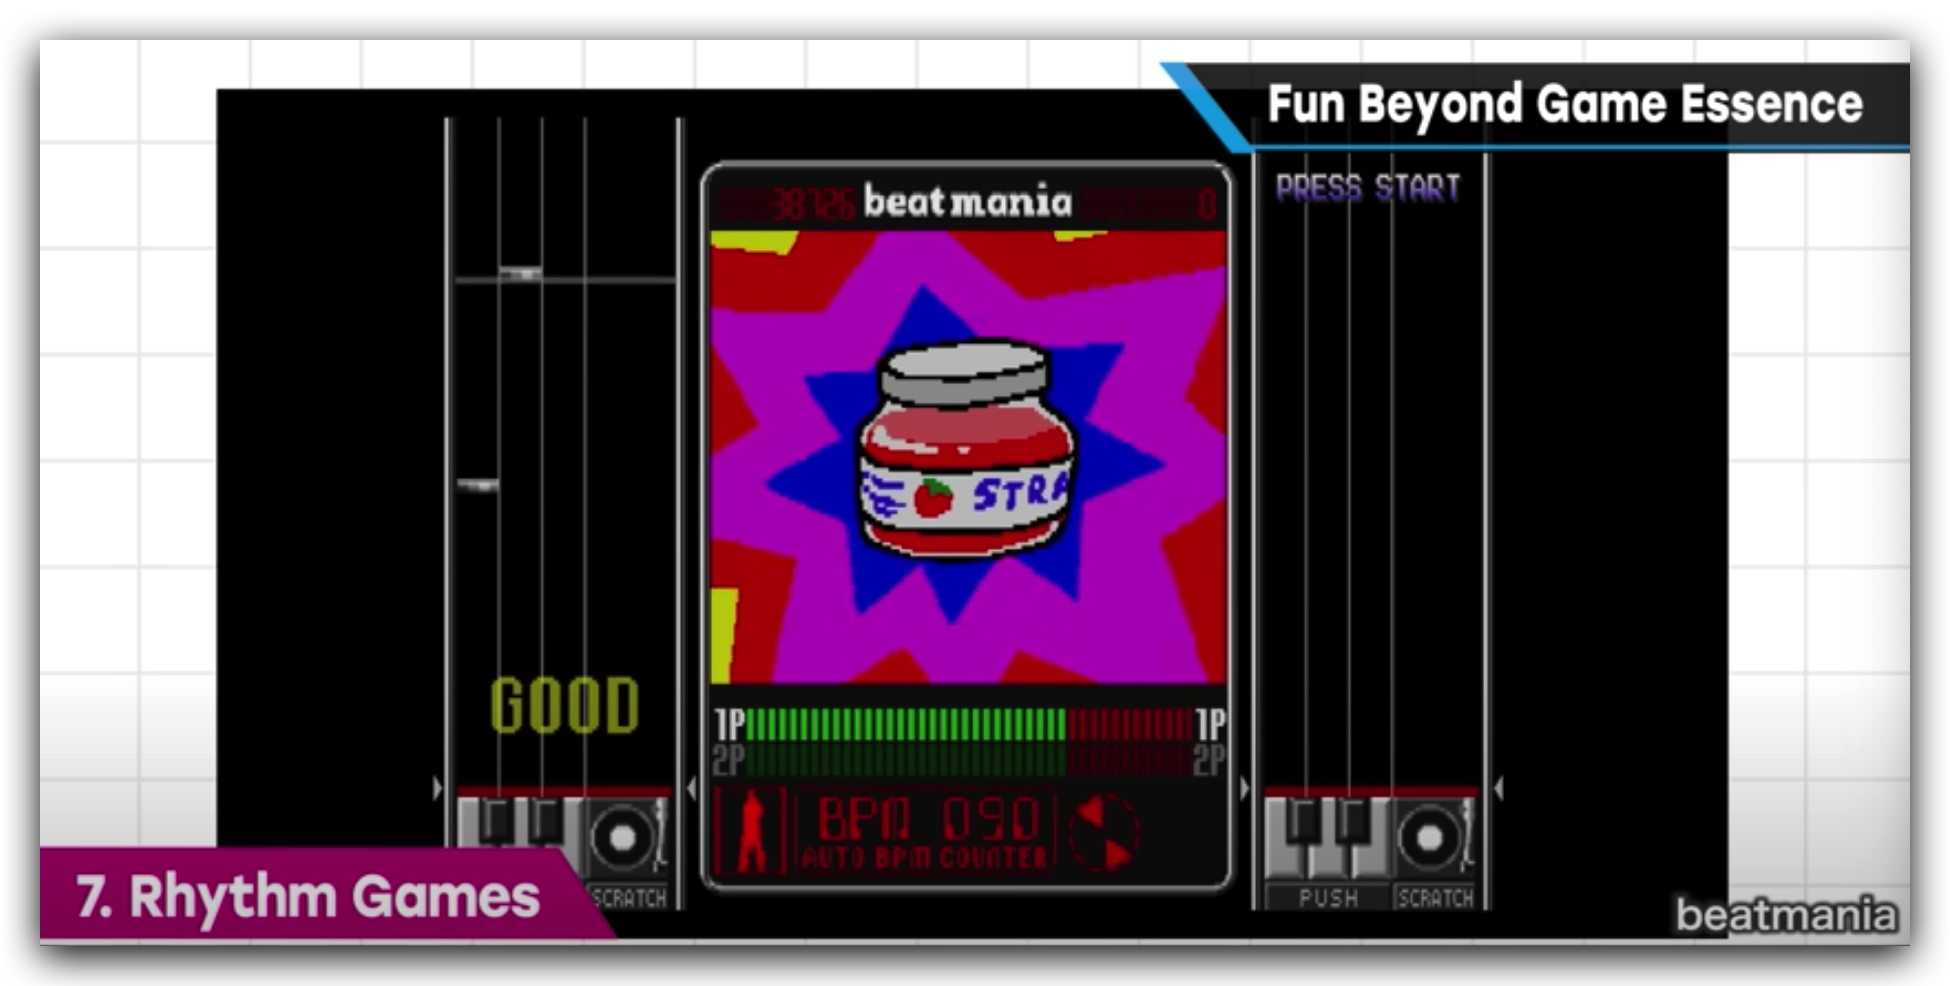 Fun Beyond Game Essence
38726 beatmania 0
PRESS START
STRA
GOOD
1P 1P
2P 2P
BPM 090
AUTO BPM COUNTER
SCRATCH
PUSH SCRATCH
7. Rhythm Games
beatmania